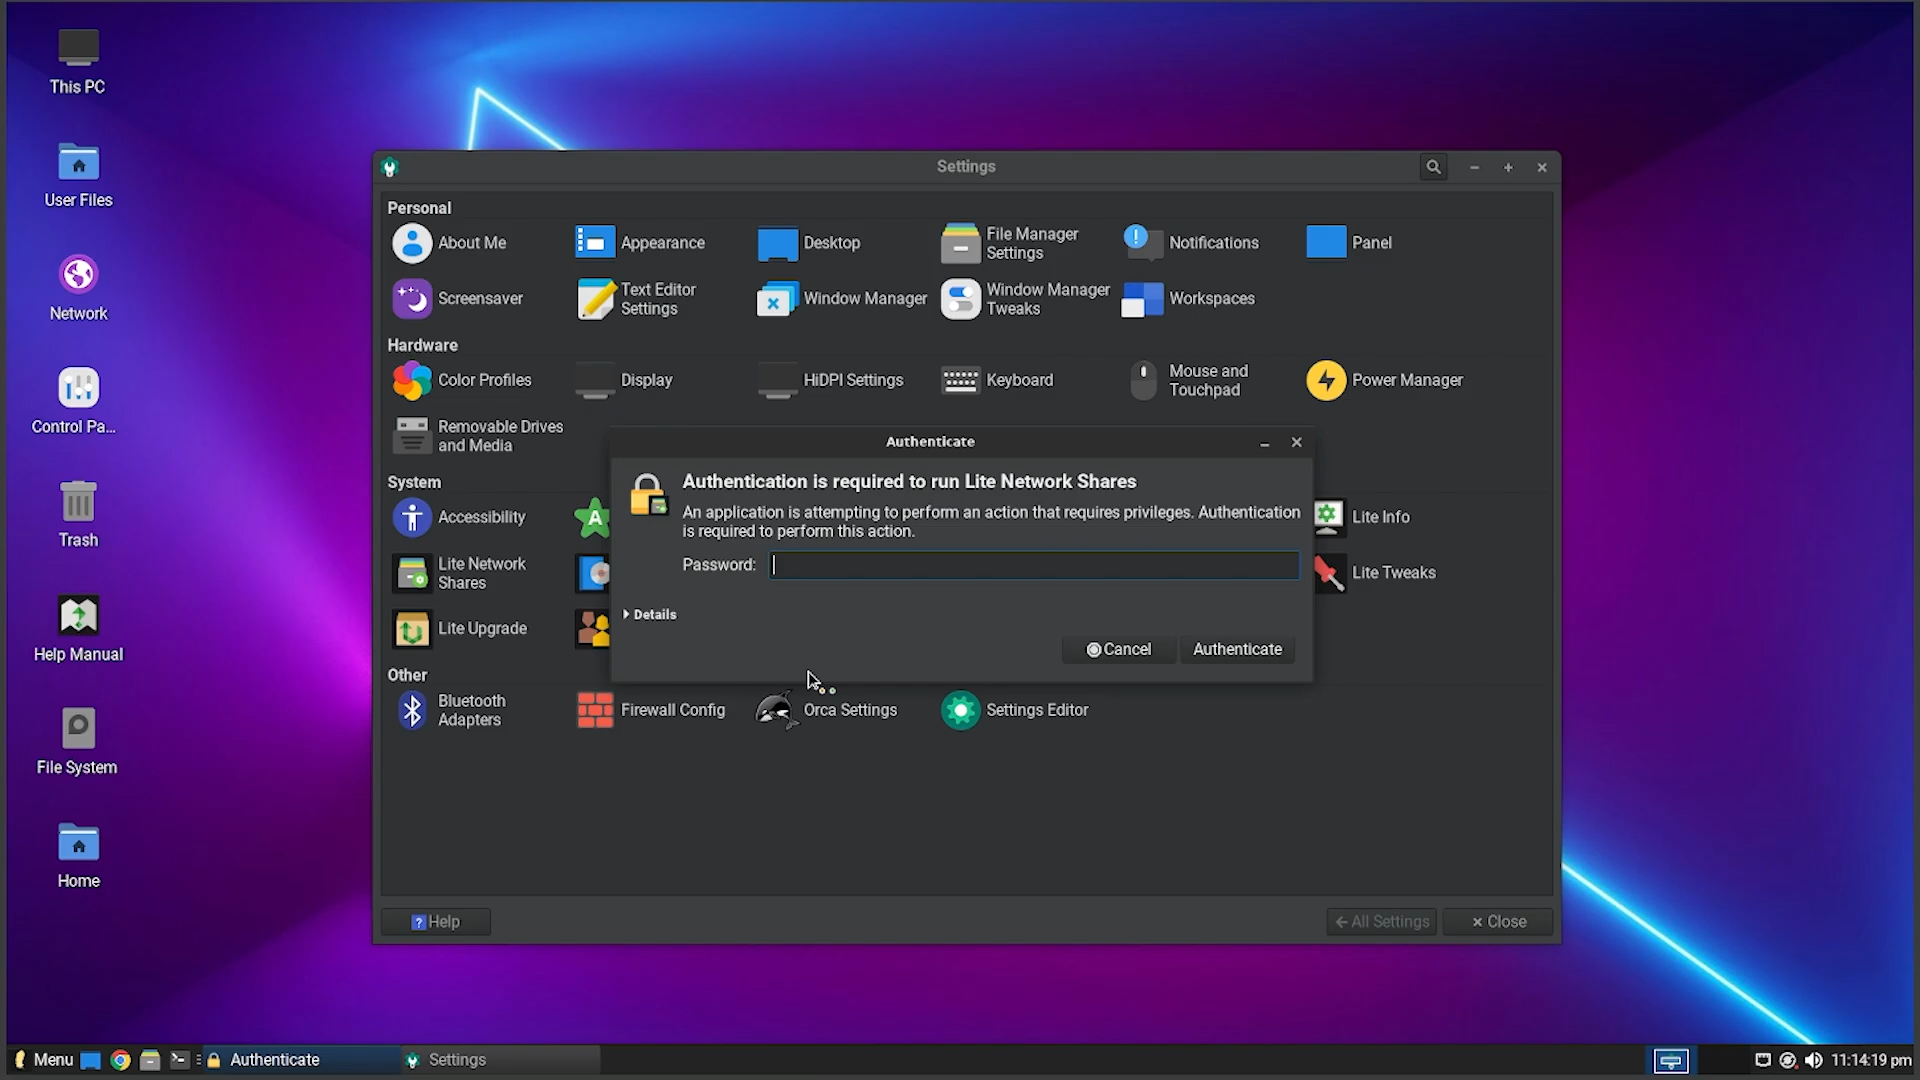 This PC
User Files
Network
Control Pa...
Trash
Help Manual
File System
Home
Settings
Personal
About Me
Appearance
Desktop
File Manager
Settings
Notifications
Panel
Screensaver
Text Editor
Settings
Window Manager
Window Manager
Tweaks
Workspaces
Hardware
Color Profiles
Display
HiDPI Settings
Keyboard
Mouse and
Touchpad
Power Manager
Removable Drives
and Media
System
Accessibility
A
Lite Info
Lite Network
Shares
Lite Tweaks
Lite Upgrade
Authenticate
Authentication is required to run Lite Network Shares
An application is attempting to perform an action that requires privileges. Authentication
is required to perform this action.
Password:
Details
Cancel
Authenticate
Other
Bluetooth
Adapters
Firewall Config
Orca Settings
Settings Editor
? Help
All Settings
Close
Menu
Authenticate
Settings
11:14:19 pm